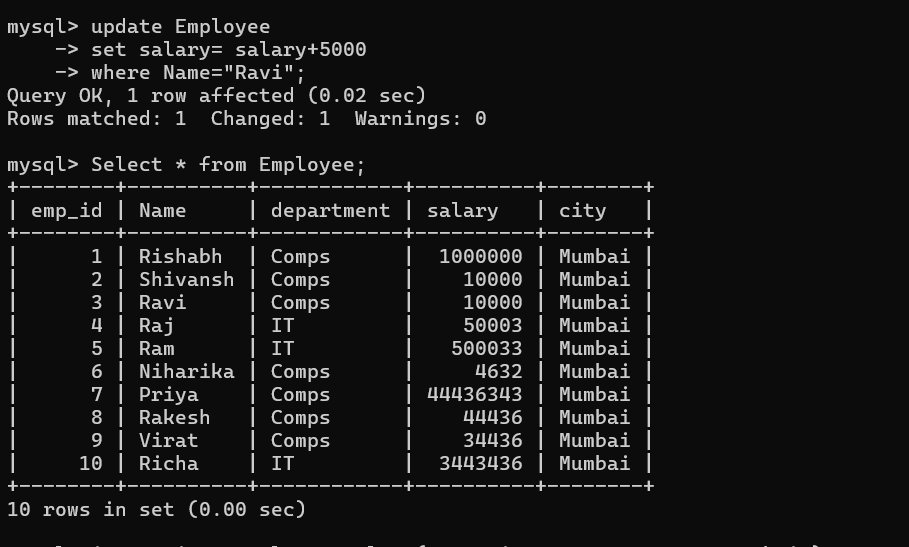 mysql> update Employee
    -> set salary= salary+5000
    -> where Name="Ravi";
Query OK, 1 row affected (0.02 sec)
Rows matched: 1  Changed: 1  Warnings: 0
mysql> Select * from Employee;
+--------+----------+------------+----------+--------+
| emp_id | Name     | department | salary   | city   |
+--------+----------+------------+----------+--------+
|      1 | Rishabh  | Comps      |  1000000 | Mumbai |
|      2 | Shivansh | Comps      |    10000 | Mumbai |
|      3 | Ravi     | Comps      |    10000 | Mumbai |
|      4 | Raj      | IT         |    50003 | Mumbai |
|      5 | Ram      | IT         |   500033 | Mumbai |
|      6 | Niharika | Comps      |     4632 | Mumbai |
|      7 | Priya    | Comps      | 44436343 | Mumbai |
|      8 | Rakesh   | Comps      |    44436 | Mumbai |
|      9 | Virat    | Comps      |    34436 | Mumbai |
|     10 | Richa    | IT         |  3443436 | Mumbai |
+--------+----------+------------+----------+--------+
10 rows in set (0.00 sec)